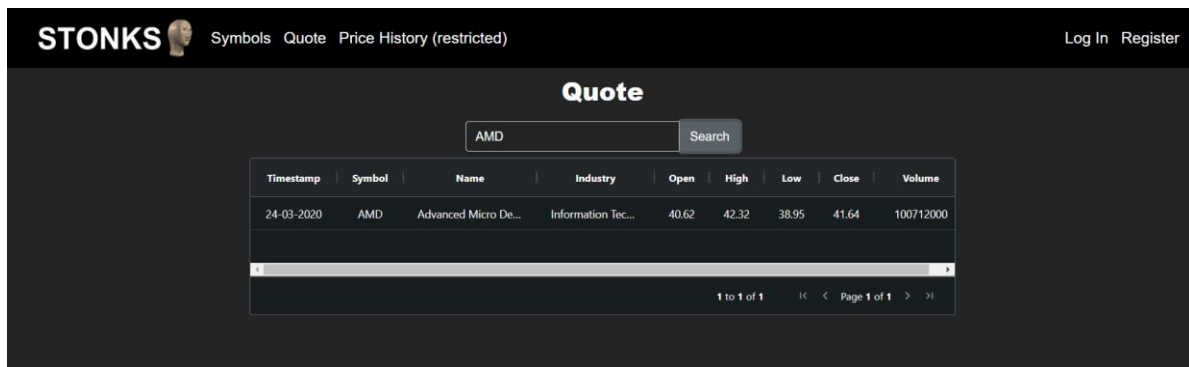 STONKS Symbols Quote Price History (restricted) Log In Register
Quote
AMD Search
Timestamp Symbol Name Industry Open High Low Close Volume
24-03-2020 AMD Advanced Micro De... Information Tec... 40.62 42.32 38.95 41.64 100712000
1 to 1 of 1 Page 1 of 1